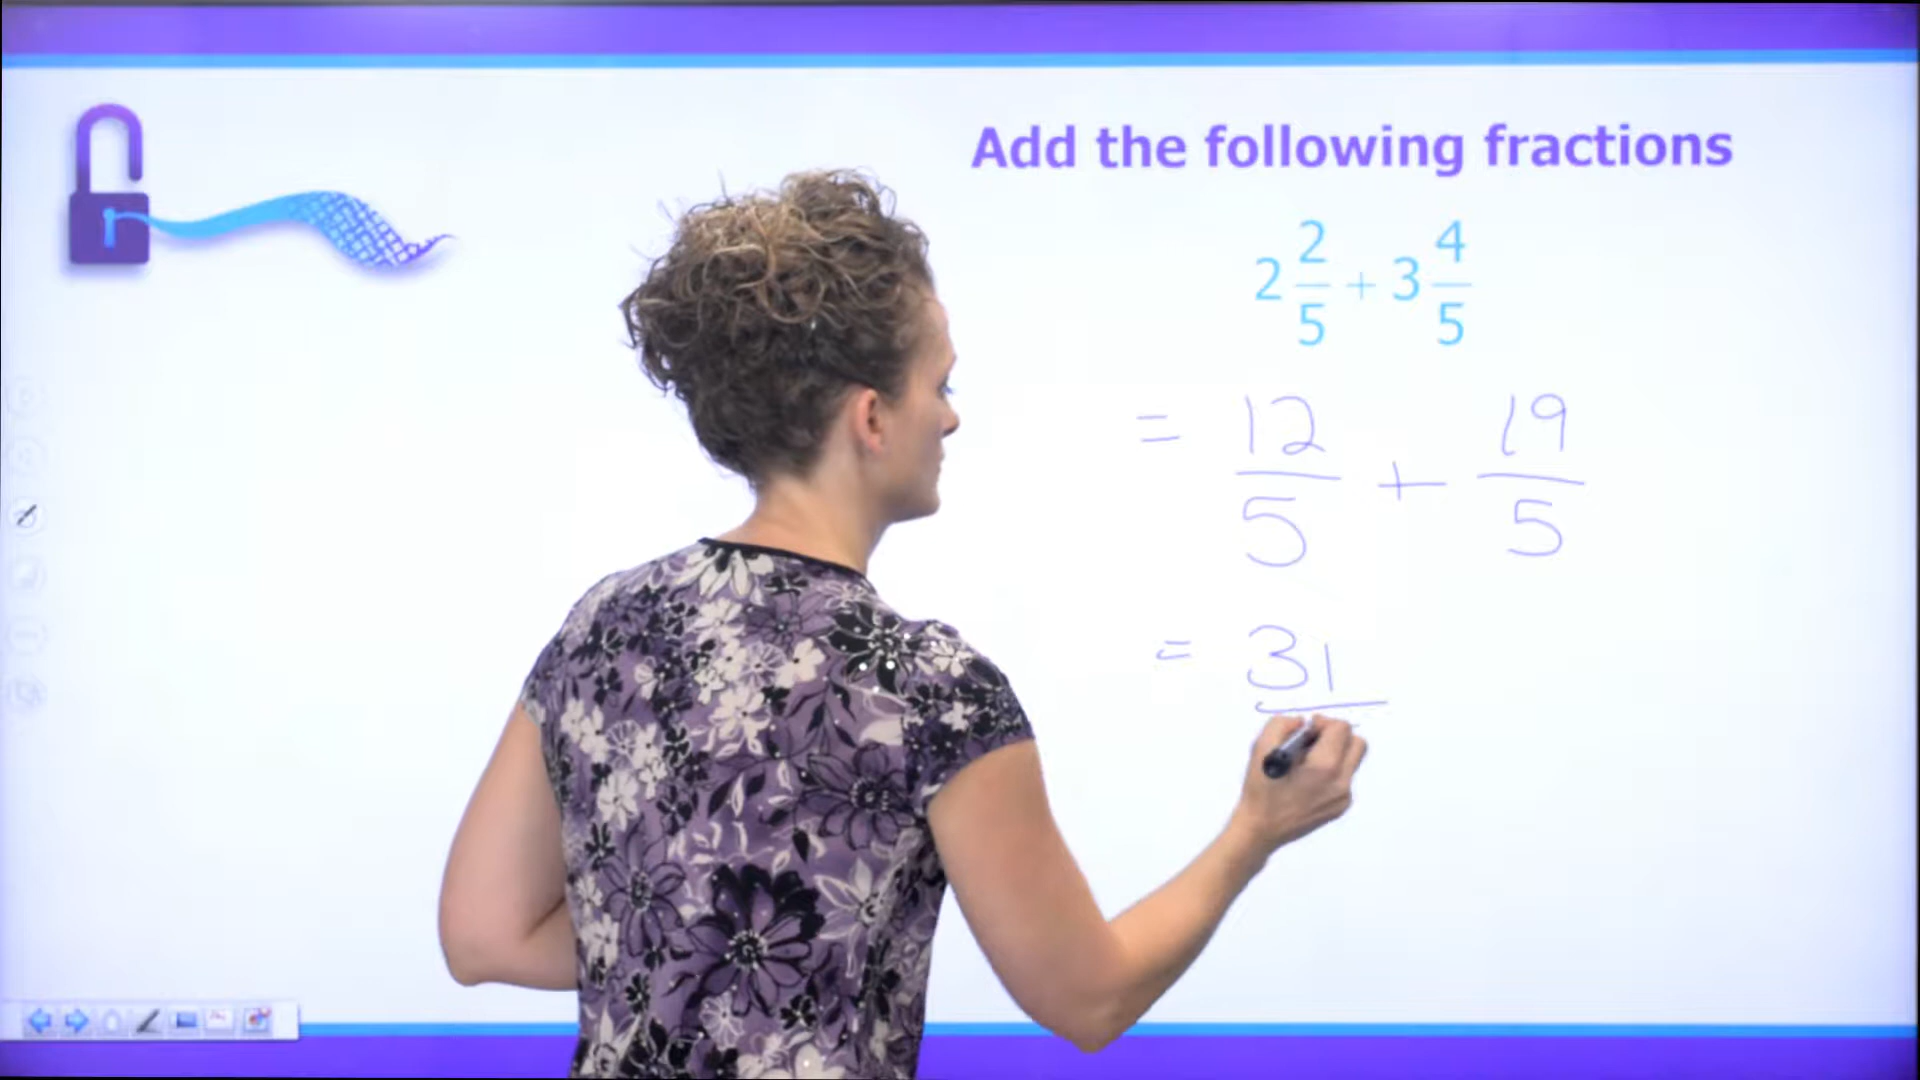 Add the following fractions
2 2/5 + 3 4/5
= 12/5 + 19/5
= 31